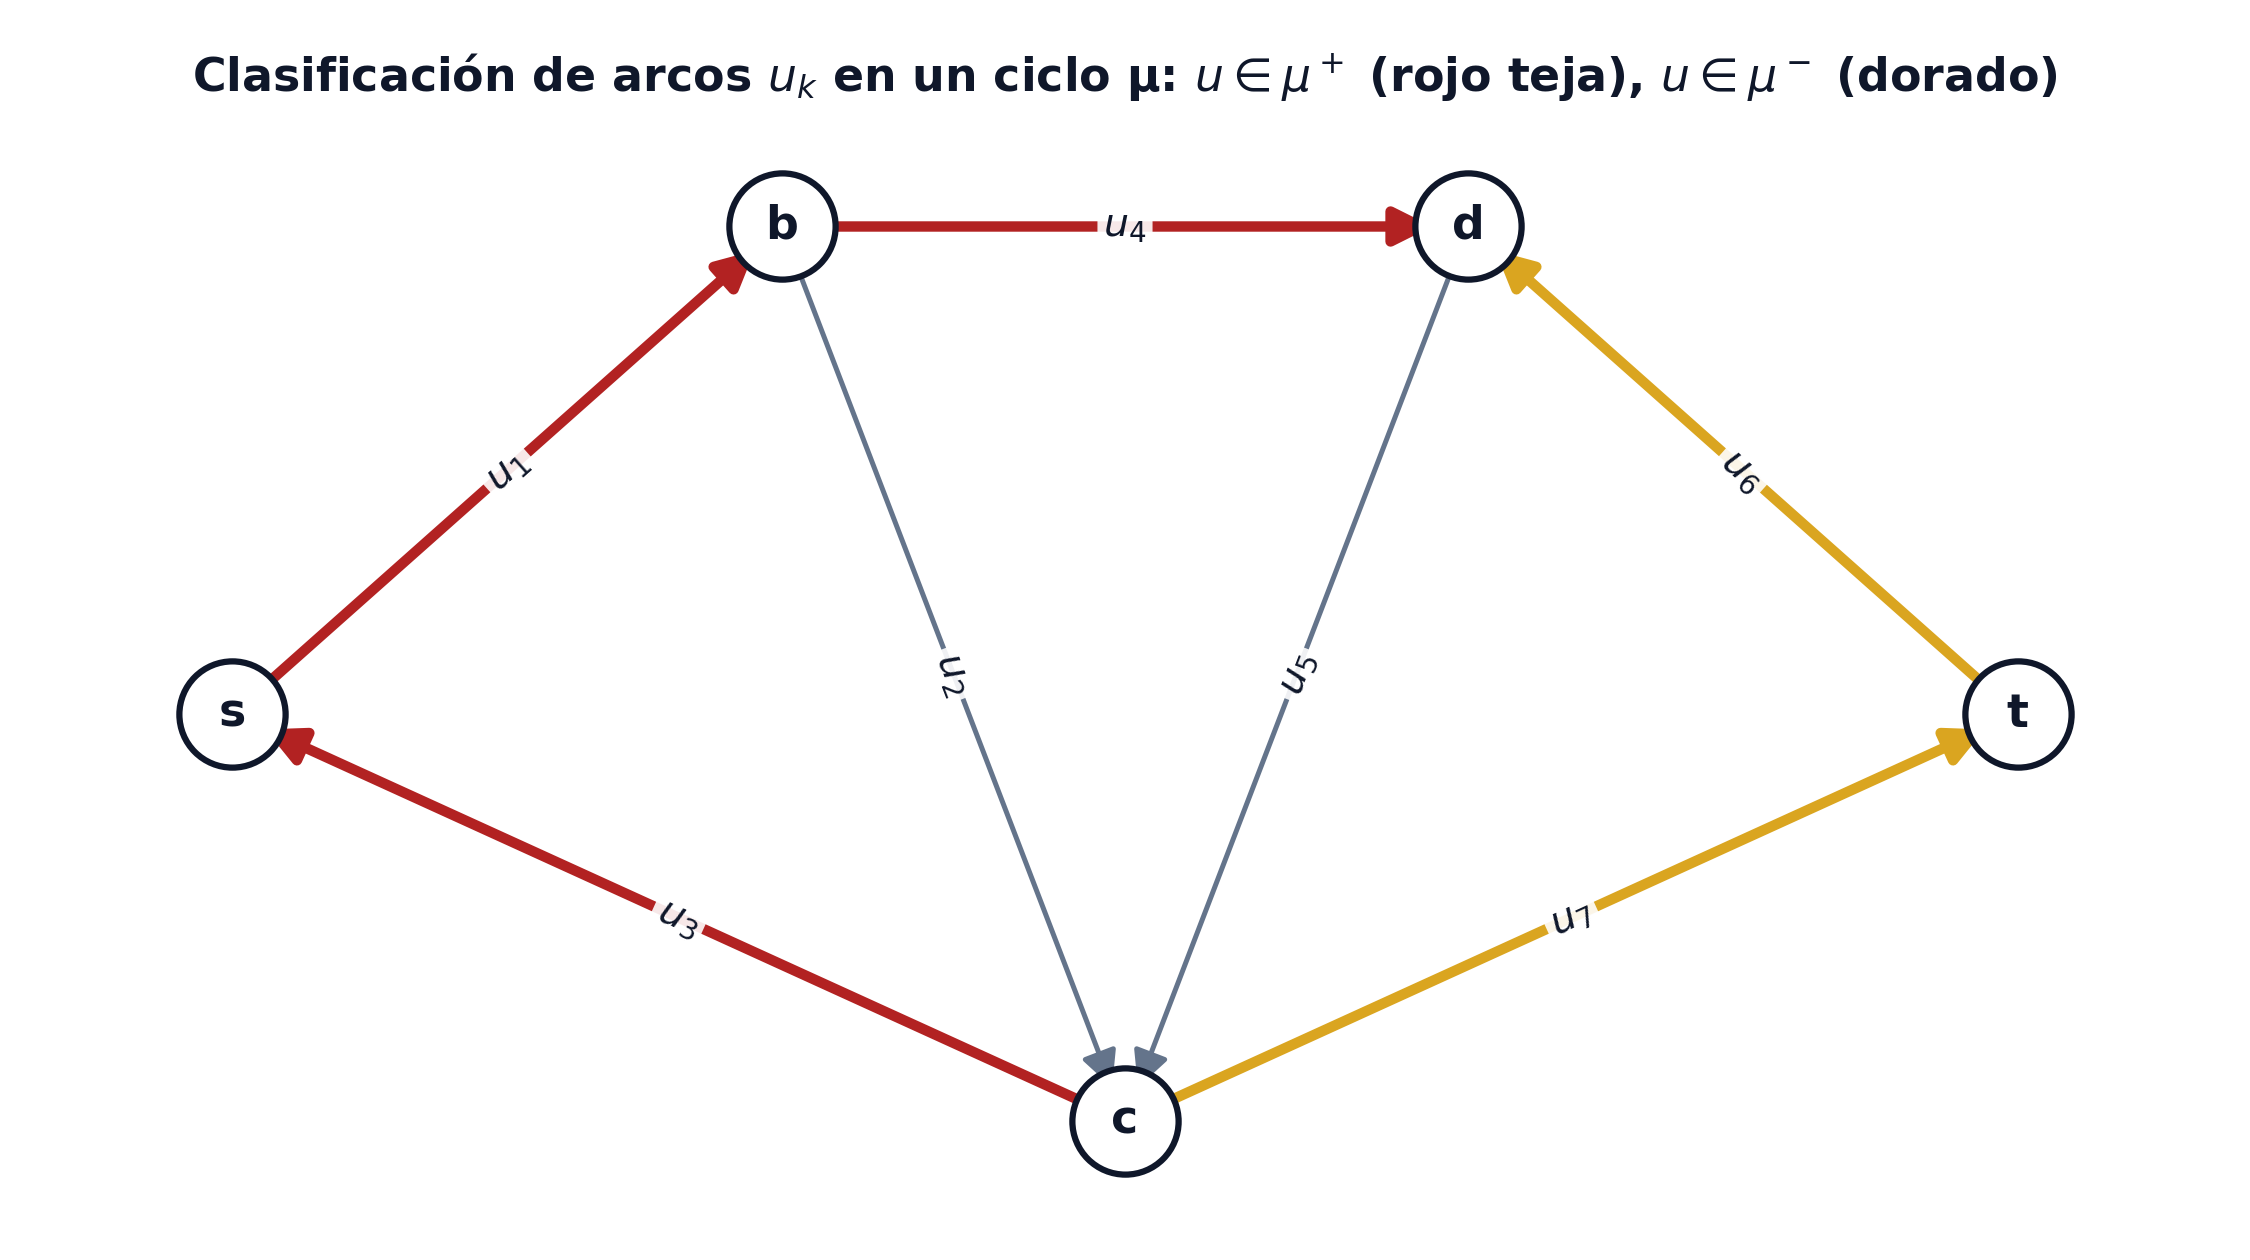 Clasificación de arcos $u_k$ en un ciclo μ: $u \in \mu^+$ (rojo teja), $u \in \mu^-$ (dorado)
b
u₄
d
u₁
u₆
u₂
u₅
s
t
u₃
u₇
c